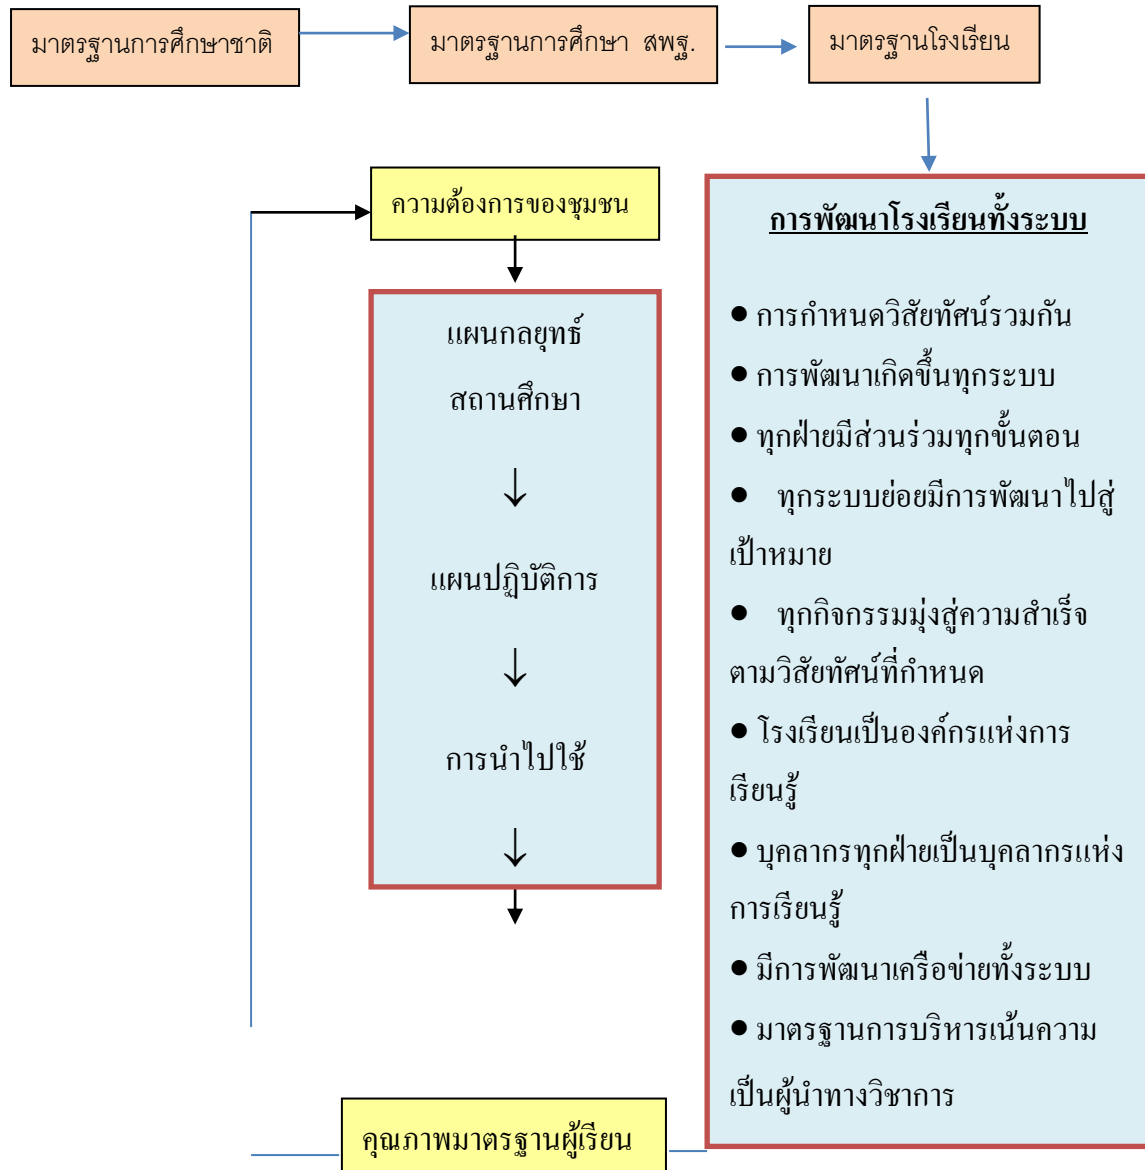 มาตรฐานการศึกษาชาติ
มาตรฐานการศึกษา สพฐ.
มาตรฐานโรงเรียน
ความต้องการของชุมชน
แผนกลยุทธ์
สถานศึกษา
↓
แผนปฏิบัติการ
↓
การนำไปใช้
↓
การพัฒนาโรงเรียนทั้งระบบ
● การกำหนดวิสัยทัศน์รวมกัน
● การพัฒนาเกิดขึ้นทุกระบบ
● ทุกฝ่ายมีส่วนร่วมทุกขั้นตอน
● ทุกระบบย่อยมีการพัฒนาไปสู่
เป้าหมาย
● ทุกกิจกรรมมุ่งสู่ความสำเร็จ
ตามวิสัยทัศน์ที่กำหนด
● โรงเรียนเป็นองค์กรแห่งการ
เรียนรู้
● บุคลากรทุกฝ่ายเป็นบุคลากรแห่ง
การเรียนรู้
● มีการพัฒนาเครือข่ายทั้งระบบ
● มาตรฐานการบริหารเน้นความ
เป็นผู้นำทางวิชาการ
คุณภาพมาตรฐานผู้เรียน